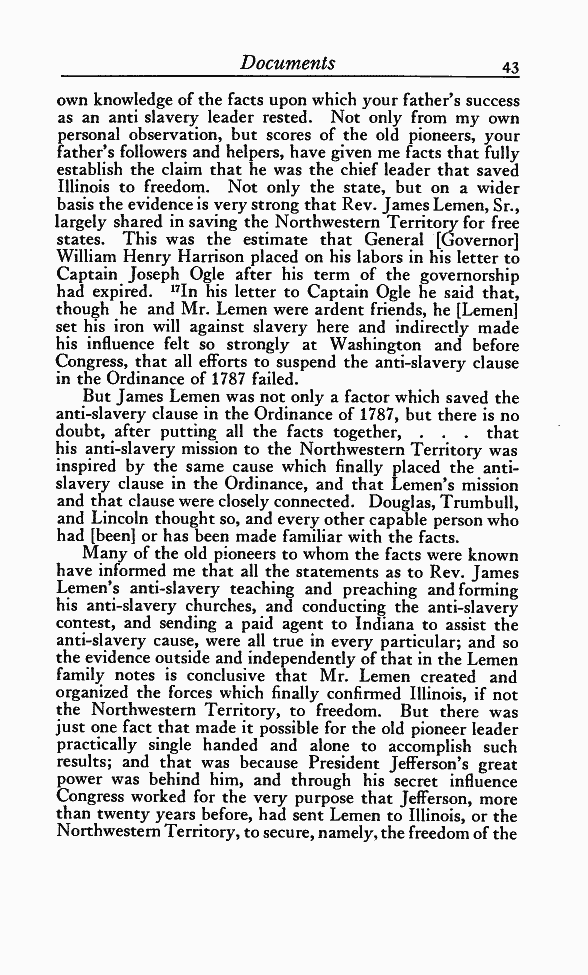 Documents 43
own knowledge of the facts upon which your father's success
as an anti slavery leader rested. Not only from my own
personal observation, but scores of the old pioneers, your
father's followers and helpers, have given me facts that fully
establish the claim that he was the chief leader that saved
Illinois to freedom. Not only the state, but on a wider
basis the evidence is very strong that Rev. James Lemen, Sr.,
largely shared in saving the Northwestern Territory for free
states. This was the estimate that General [Governor]
William Henry Harrison placed on his labors in his letter to
Captain Joseph Ogle after his term of the governorship
had expired. 17In his letter to Captain Ogle he said that,
though he and Mr. Lemen were ardent friends, he [Lemen]
set his iron will against slavery here and indirectly made
his influence felt so strongly at Washington and before
Congress, that all efforts to suspend the anti-slavery clause
in the Ordinance of 1787 failed.
But James Lemen was not only a factor which saved the
anti-slavery clause in the Ordinance of 1787, but there is no
doubt, after putting all the facts together, . . . that
his anti-slavery mission to the Northwestern Territory was
inspired by the same cause which finally placed the anti-
slavery clause in the Ordinance, and that Lemen's mission
and that clause were closely connected. Douglas, Trumbull,
and Lincoln thought so, and every other capable person who
had [been] or has been made familiar with the facts.
Many of the old pioneers to whom the facts were known
have informed me that all the statements as to Rev. James
Lemen's anti-slavery teaching and preaching and forming
his anti-slavery churches, and conducting the anti-slavery
contest, and sending a paid agent to Indiana to assist the
anti-slavery cause, were all true in every particular; and so
the evidence outside and independently of that in the Lemen
family notes is conclusive that Mr. Lemen created and
organized the forces which finally confirmed Illinois, if not
the Northwestern Territory, to freedom. But there was
just one fact that made it possible for the old pioneer leader
practically single handed and alone to accomplish such
results; and that was because President Jefferson's great
power was behind him, and through his secret influence
Congress worked for the very purpose that Jefferson, more
than twenty years before, had sent Lemen to Illinois, or the
Northwestern Territory, to secure, namely, the freedom of the